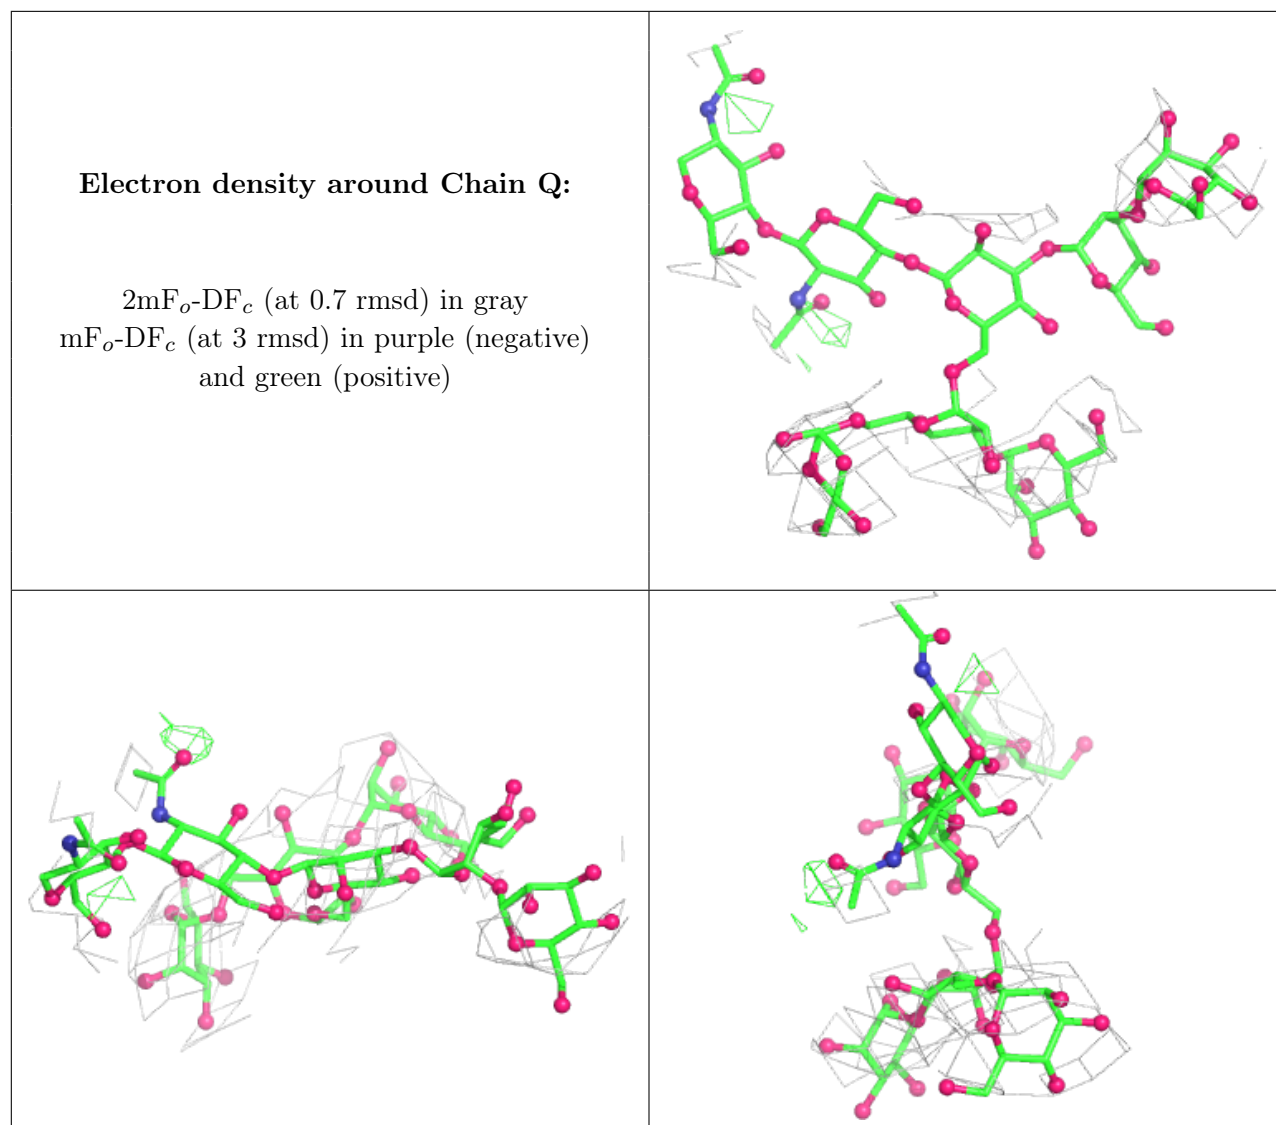 Electron density around Chain Q:
2mFo-DFc (at 0.7 rmsd) in gray
mFo-DFc (at 3 rmsd) in purple (negative)
and green (positive)